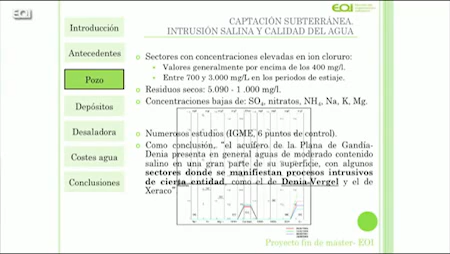 EOI
EOI
CAPTACIÓN SUBTERRÁNEA.
INTRUSIÓN SALINA Y CALIDAD DEL AGUA
Introducción
Antecedentes
Pozo
Depósitos
Desaladora
Costes agua
Conclusiones
Sectores con concentraciones elevadas en ion cloruro:
Valores generalmente por encima de los 400 mg/l.
Entre 700 y 3.000 mg/L en los periodos de estiaje.
Residuos secos: 5.090 - 1.000 mg/l.
Concentraciones bajas de: SO4, nitratos, NH4, Na, K, Mg.
Numerosos estudios (IGME, 6 puntos de control).
Como conclusión, "el acuífero de la Plana de Gandía-
Denia presenta en general aguas de moderado contenido
salino en una gran parte de su superficie, con algunos
sectores donde se manifiestan procesos intrusivos
de cierta entidad, como el de Denia-Vergel y el de
Xeraco"
Proyecto fin de máster- EOI